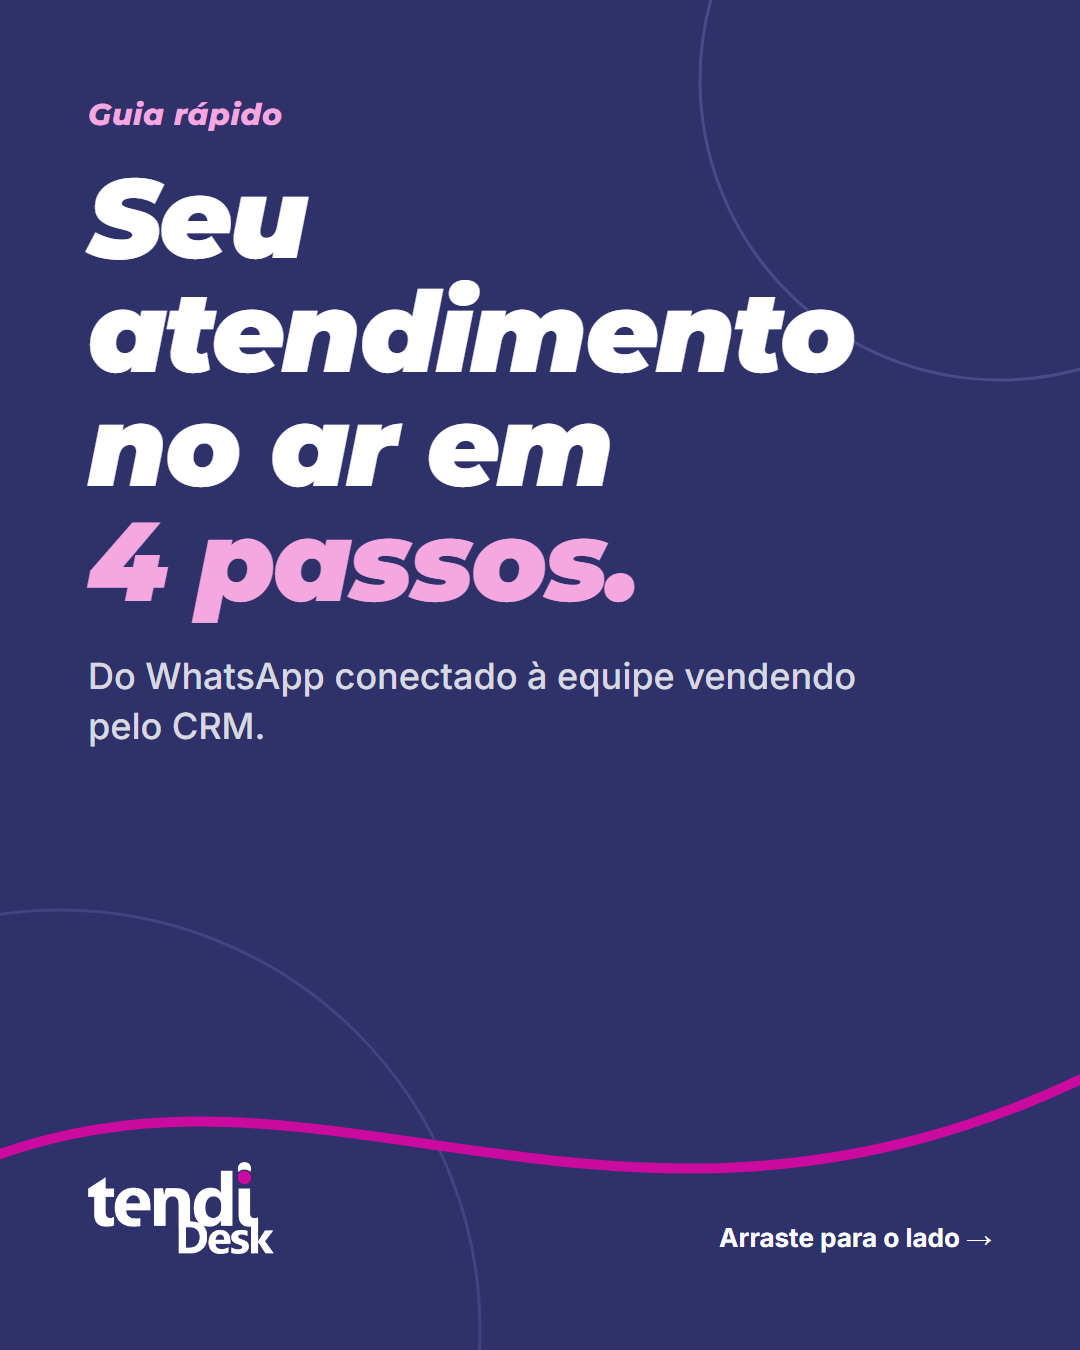 Guia rápido
Seu
atendimento
no ar em
4 passos.
Do WhatsApp conectado à equipe vendendo
pelo CRM.
tendi
Desk
Arraste para o lado →